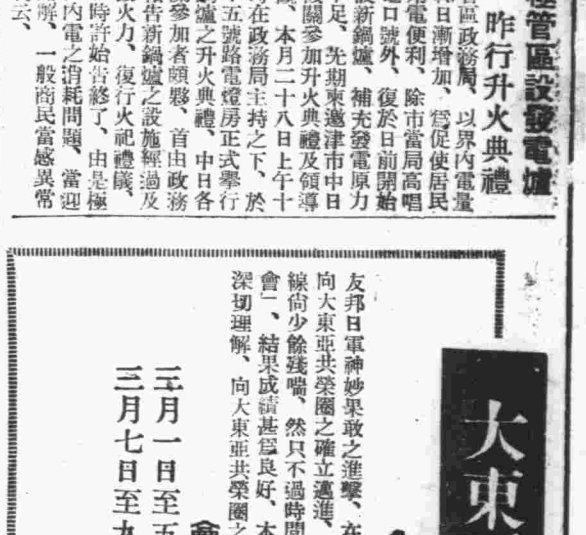 極管區設發電爐
昨行升火典禮
管區政務局、以界內電量
日漸增加、為促使居民
用電便利、除市當局高唱
口號外、復於日前開始
新鍋爐、補充發電原力
不足、先期東邀津市中日
機關參加升火典禮及領導
本月二十八日上午十
時在政務局主持之下、於
十五號路電燈房正式舉行
鍋爐之升火典禮、中日各
參加者頗夥、首由政務
報告新鍋爐之設施經過及
火力、復行火祀禮儀、
時許始告終了、由是極
內電之消耗問題、當迎
解、一般商民當感異常
云、
大東
友邦日軍神妙果敢之進擊、在
向大東亞共榮圈之確立邁進、
線尙少餘殘喘、然只不過時間
會」、結果成績甚爲良好、本
深切理解、向大東亞共榮圈之
會
三月一日至五
三月七日至九